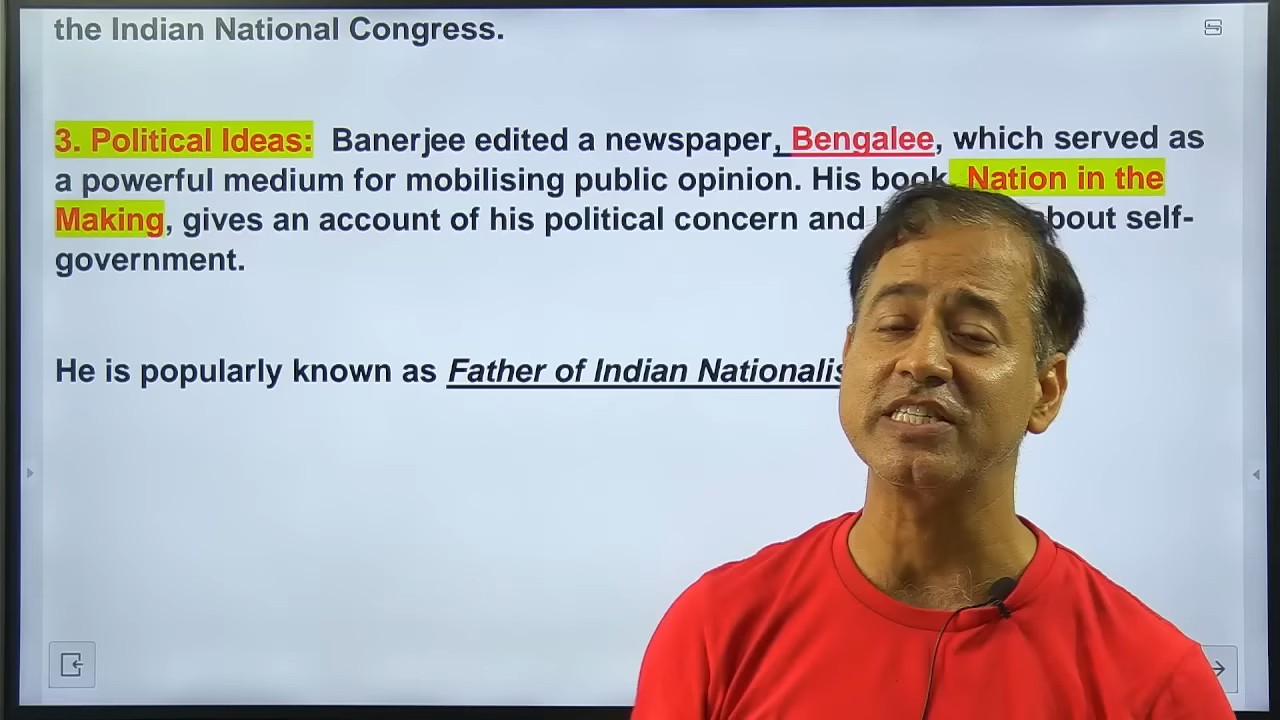 the Indian National Congress.
3. Political Ideas: Banerjee edited a newspaper, Bengalee, which served as
a powerful medium for mobilising public opinion. His book, Nation in the
Making, gives an account of his political concern and about self-
government.
He is popularly known as Father of Indian